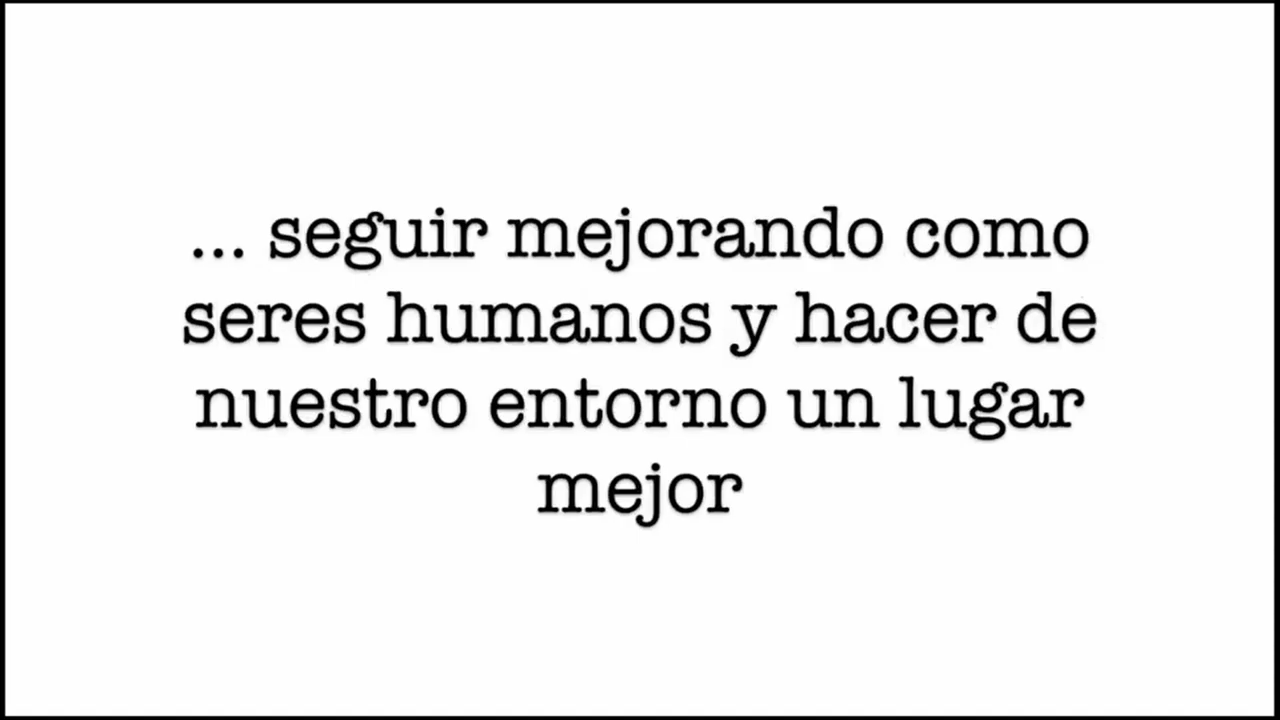 ... seguir mejorando como
seres humanos y hacer de
nuestro entorno un lugar
mejor